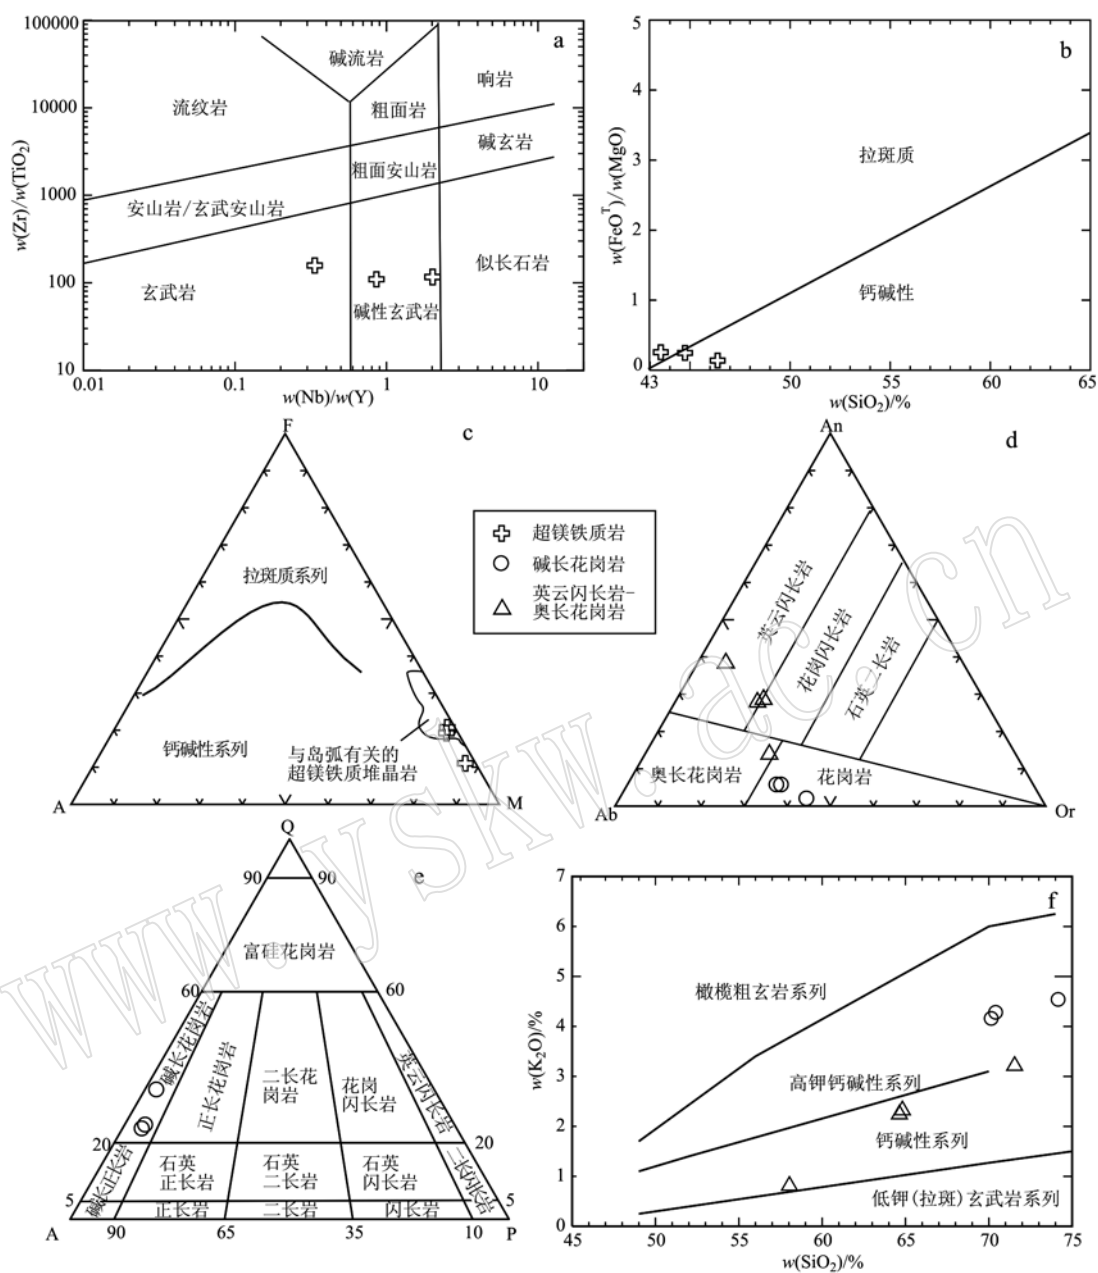 a
100000
10000
1000
100
10
0.01
0.1
1
10
w(Zr)/w(TiO2)
w(Nb)/w(Y)
碱流岩
响岩
流纹岩
粗面岩
碱玄岩
粗面安山岩
安山岩/玄武安山岩
似长石岩
玄武岩
碱性玄武岩
b
5
4
3
2
1
0
43
50
55
60
65
w(FeO^T)/w(MgO)
w(SiO2)/%
拉斑质
钙碱性
c
F
A
M
拉斑质系列
钙碱性系列
与岛弧有关的
超镁铁质堆晶岩
超镁铁质岩
碱长花岗岩
英云闪长岩-
奥长花岗岩
d
An
Ab
Or
英云闪长岩
花岗闪长岩
石英二长岩
奥长花岗岩
花岗岩
e
Q
90
90
富硅花岗岩
60
60
碱长花岗岩
正长花岗岩
二长花
岗岩
花岗
闪长岩
英云闪长岩
20
20
碱长正长岩
石英
正长岩
石英
二长岩
石英
闪长岩
二长闪长岩
5
5
正长岩
二长岩
闪长岩
A
90
65
35
10
P
f
7
6
5
4
3
2
1
0
45
50
55
60
65
70
75
w(K2O)/%
w(SiO2)/%
橄榄粗玄岩系列
高钾钙碱性系列
钙碱性系列
低钾(拉斑)玄武岩系列
www.yskw.ac.cn